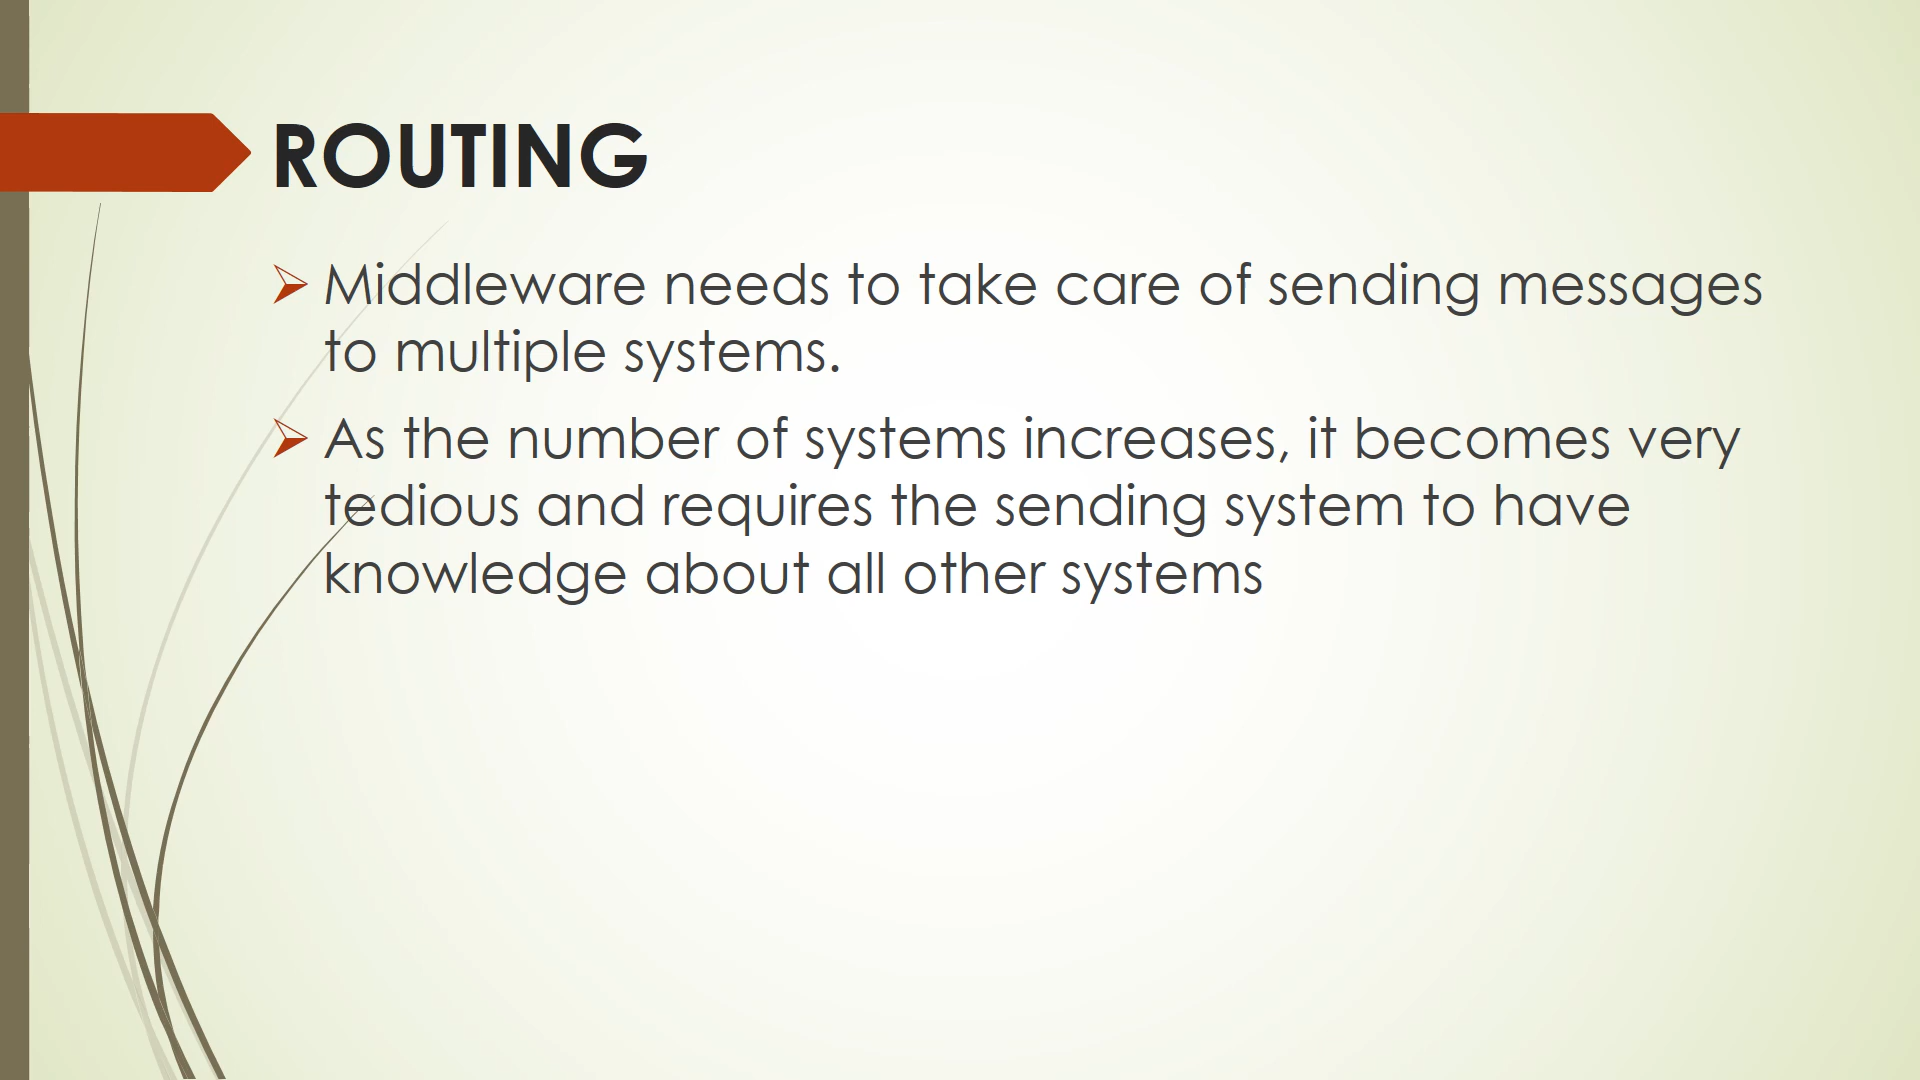 ROUTING
Middleware needs to take care of sending messages
to multiple systems.
As the number of systems increases, it becomes very
tedious and requires the sending system to have
knowledge about all other systems